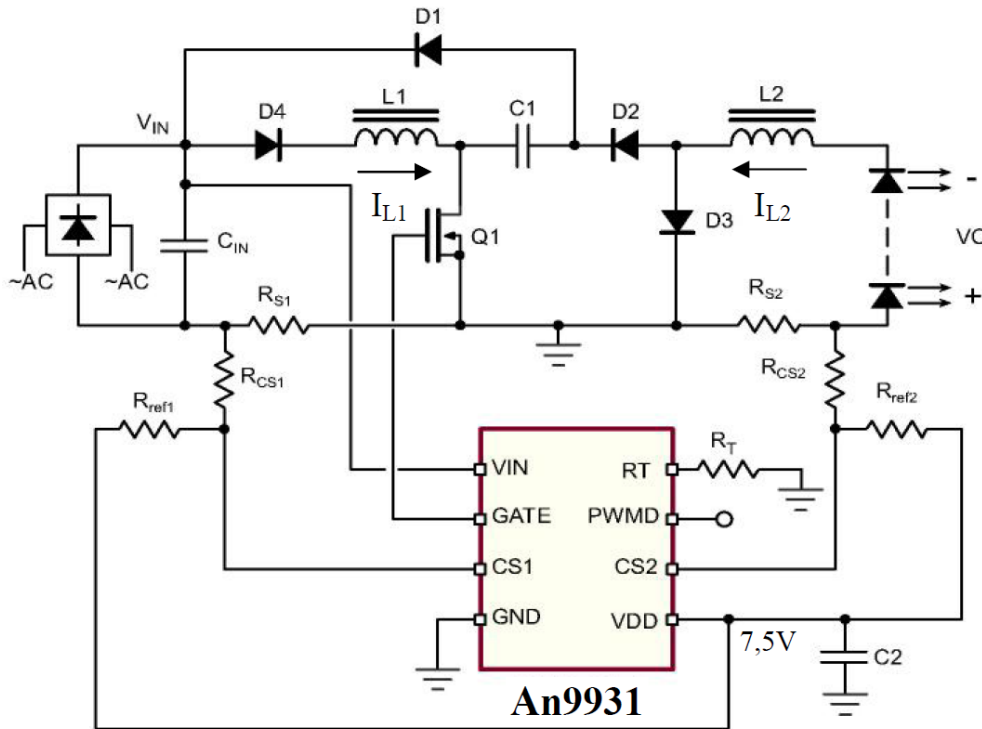 D1
D4
L1
C1
D2
L2
VIN
IL1
IL2
-
Q1
D3
VC
CIN
~AC
~AC
RS1
RS2
+
RCS1
RCS2
Rref1
Rref2
RT
VIN
RT
GATE
PWMD
CS1
CS2
GND
VDD
7,5V
C2
An9931